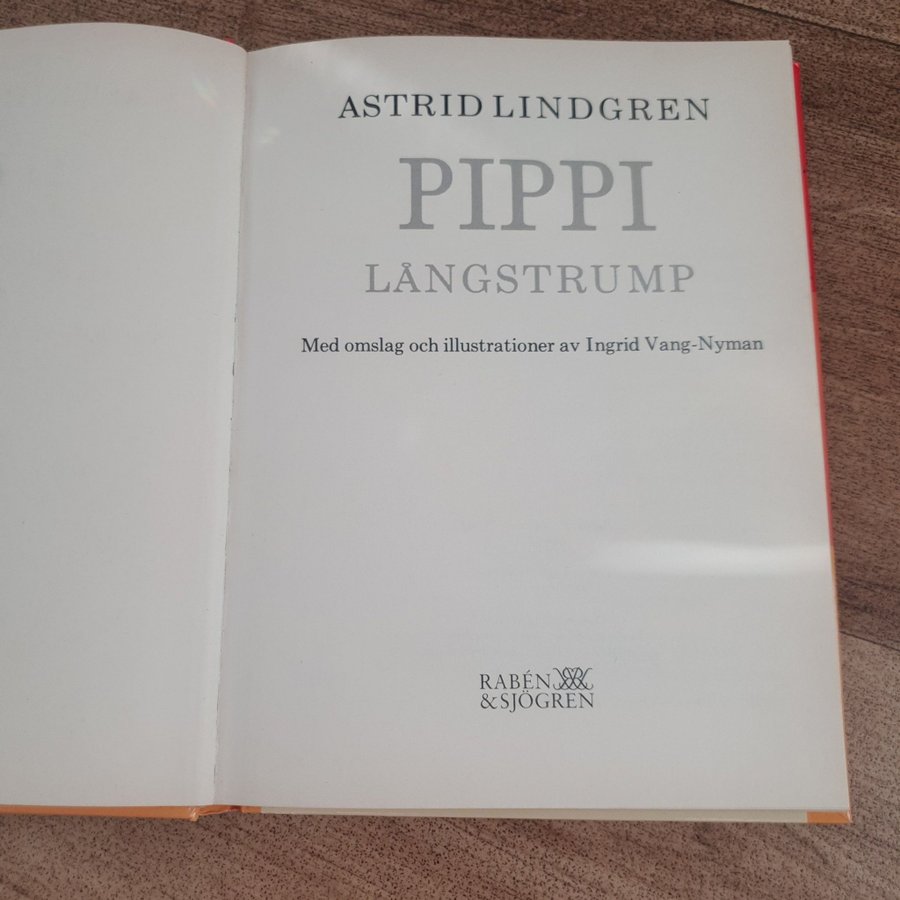 ASTRID LINDGREN
PIPPI
LÅNGSTRUMP
Med omslag och illustrationer av Ingrid Vang-Nyman
RABÉN
&SJÖGREN